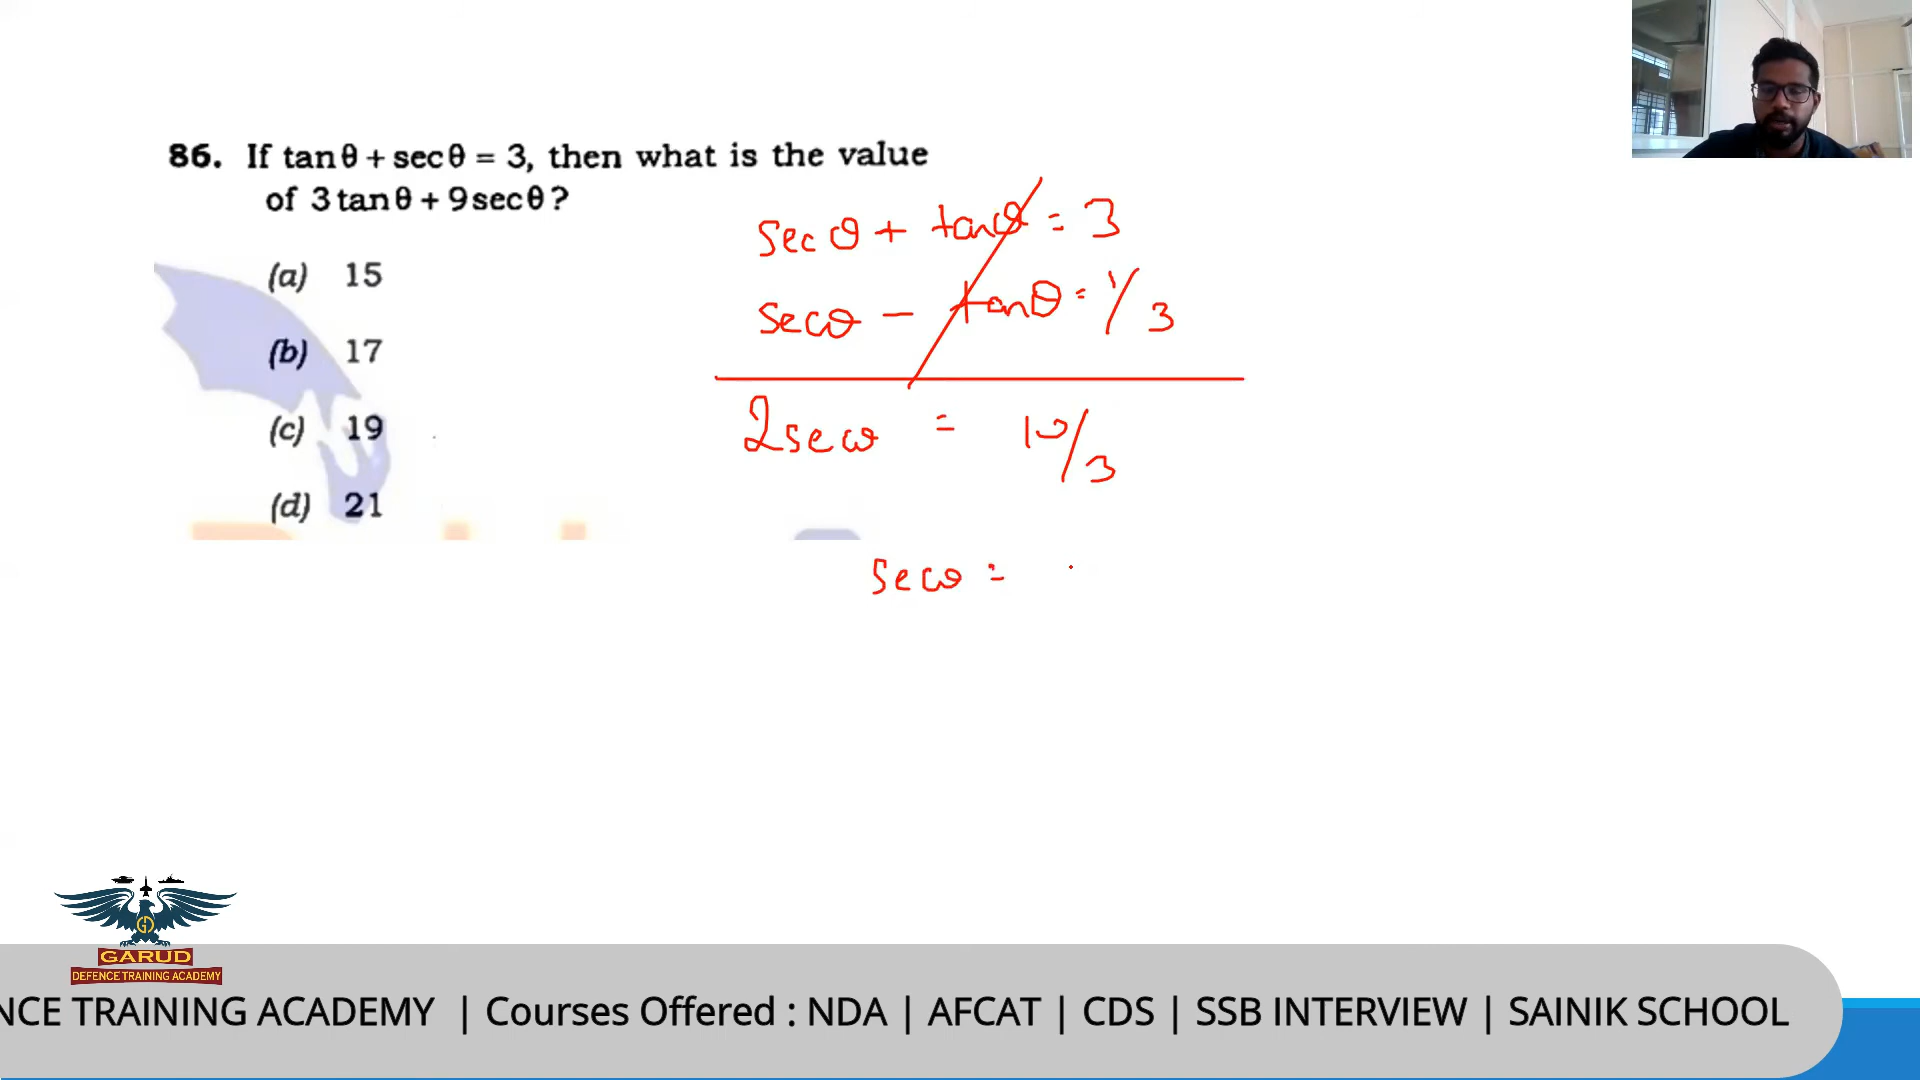 86. If tanθ + secθ = 3, then what is the value
of 3tanθ + 9secθ?
(a) 15
(b) 17
(c) 19
(d) 21
secθ + tanθ = 3
secθ − tanθ = 1/3
2secθ = 10/3
secθ =
GARUD
DEFENCE TRAINING ACADEMY
NCE TRAINING ACADEMY | Courses Offered : NDA | AFCAT | CDS | SSB INTERVIEW | SAINIK SCHOOL